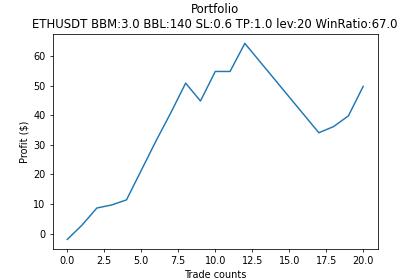 Portfolio
ETHUSDT BBM:3.0 BBL:140 SL:0.6 TP:1.0 lev:20 WinRatio:67.0
Profit ($)
60
50
40
30
20
10
0
0.0 2.5 5.0 7.5 10.0 12.5 15.0 17.5 20.0
Trade counts